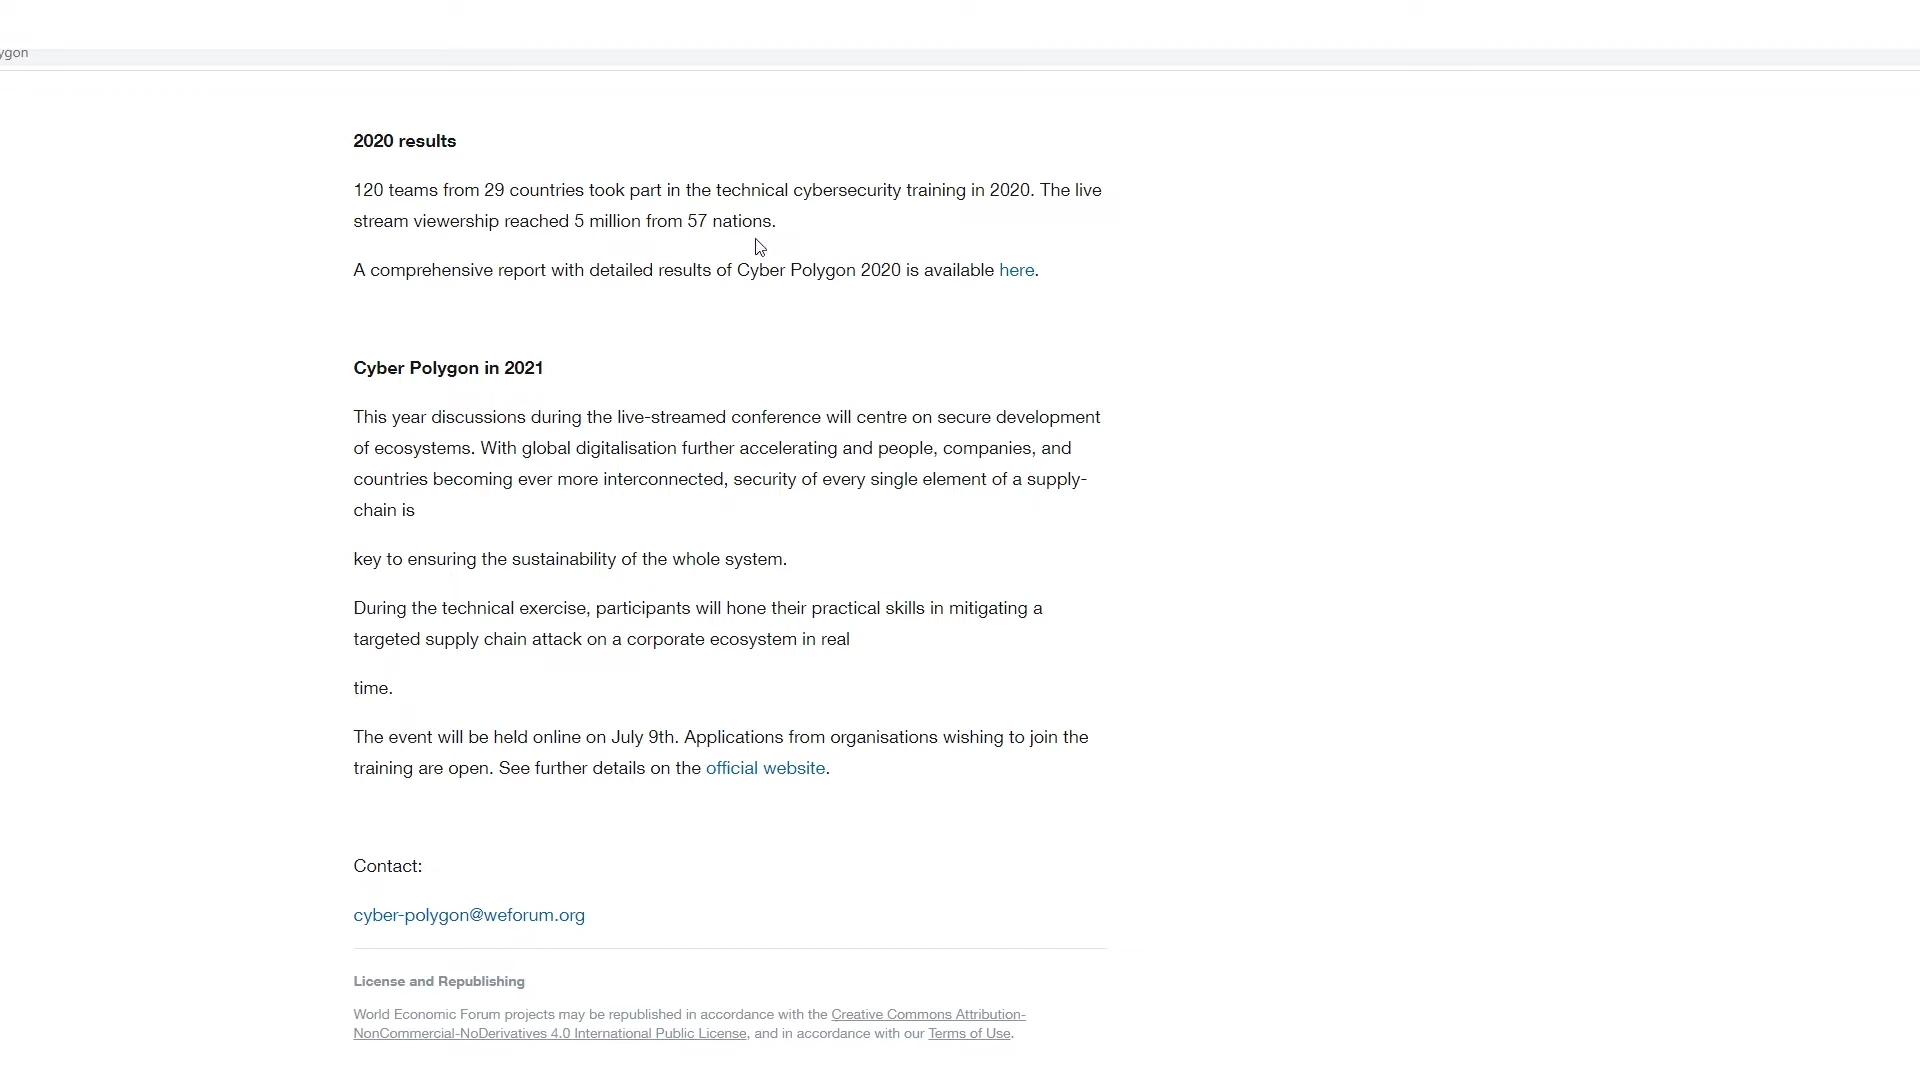 ygon
2020 results
120 teams from 29 countries took part in the technical cybersecurity training in 2020. The live
stream viewership reached 5 million from 57 nations.
A comprehensive report with detailed results of Cyber Polygon 2020 is available here.
Cyber Polygon in 2021
This year discussions during the live-streamed conference will centre on secure development
of ecosystems. With global digitalisation further accelerating and people, companies, and
countries becoming ever more interconnected, security of every single element of a supply-
chain is
key to ensuring the sustainability of the whole system.
During the technical exercise, participants will hone their practical skills in mitigating a
targeted supply chain attack on a corporate ecosystem in real
time.
The event will be held online on July 9th. Applications from organisations wishing to join the
training are open. See further details on the official website.
Contact:
cyber-polygon@weforum.org
License and Republishing
World Economic Forum projects may be republished in accordance with the Creative Commons Attribution-
NonCommercial-NoDerivatives 4.0 International Public License, and in accordance with our Terms of Use.